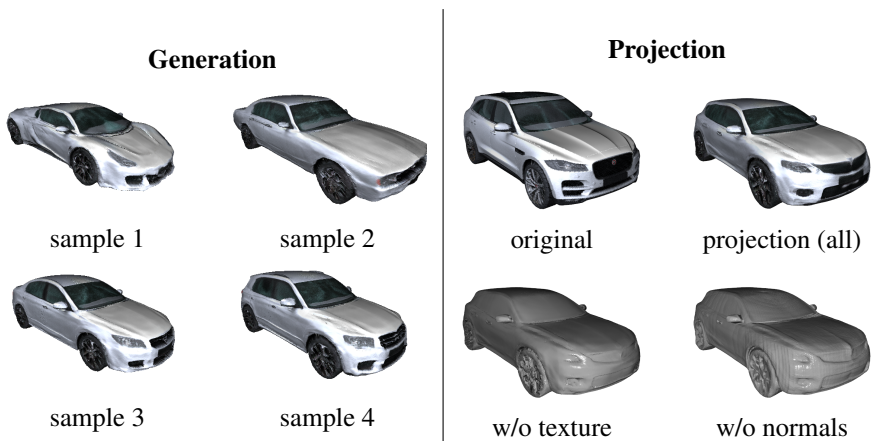 Generation
sample 1
sample 2
sample 3
sample 4
Projection
original
projection (all)
w/o texture
w/o normals